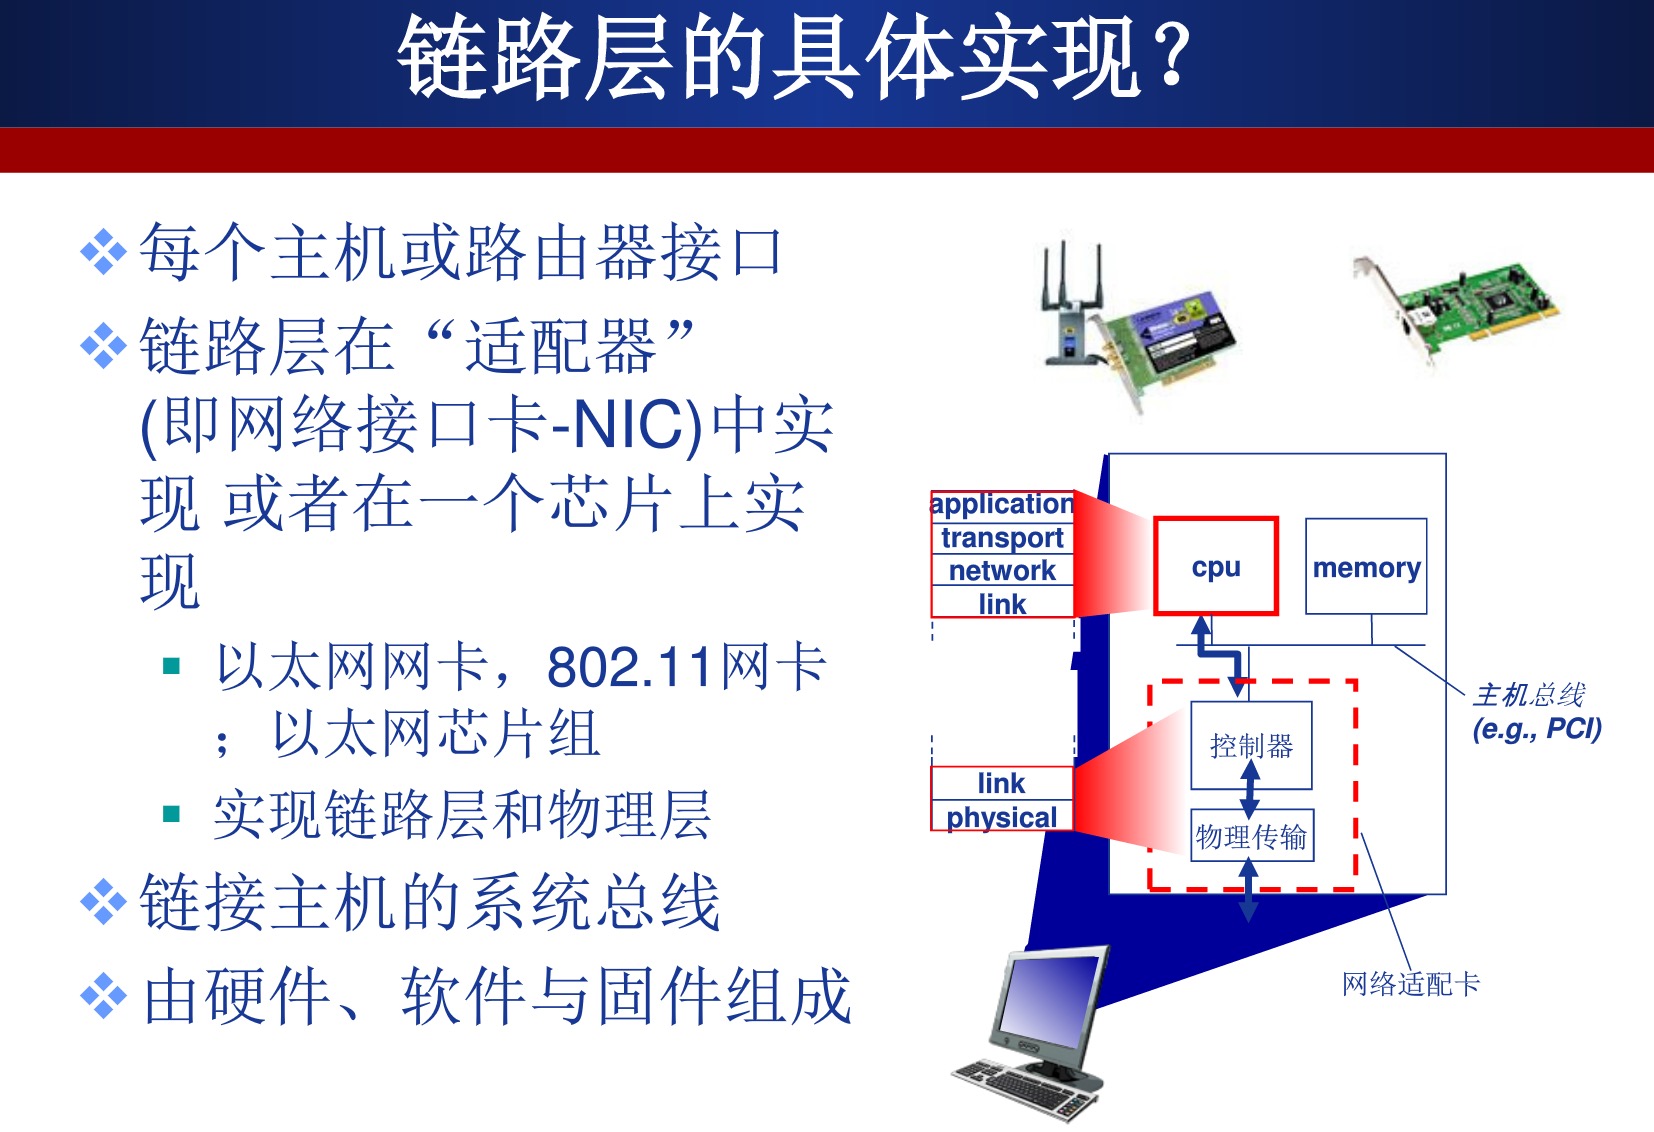 链路层的具体实现?
每个主机或路由器接口
链路层在“适配器”
(即网络接口卡-NIC)中实
现 或者在一个芯片上实
现
以太网网卡，802.11网卡
；以太网芯片组
实现链路层和物理层
链接主机的系统总线
由硬件、软件与固件组成
application
transport
network
link
cpu
memory
主机总线
(e.g., PCI)
控制器
link
physical
物理传输
网络适配卡